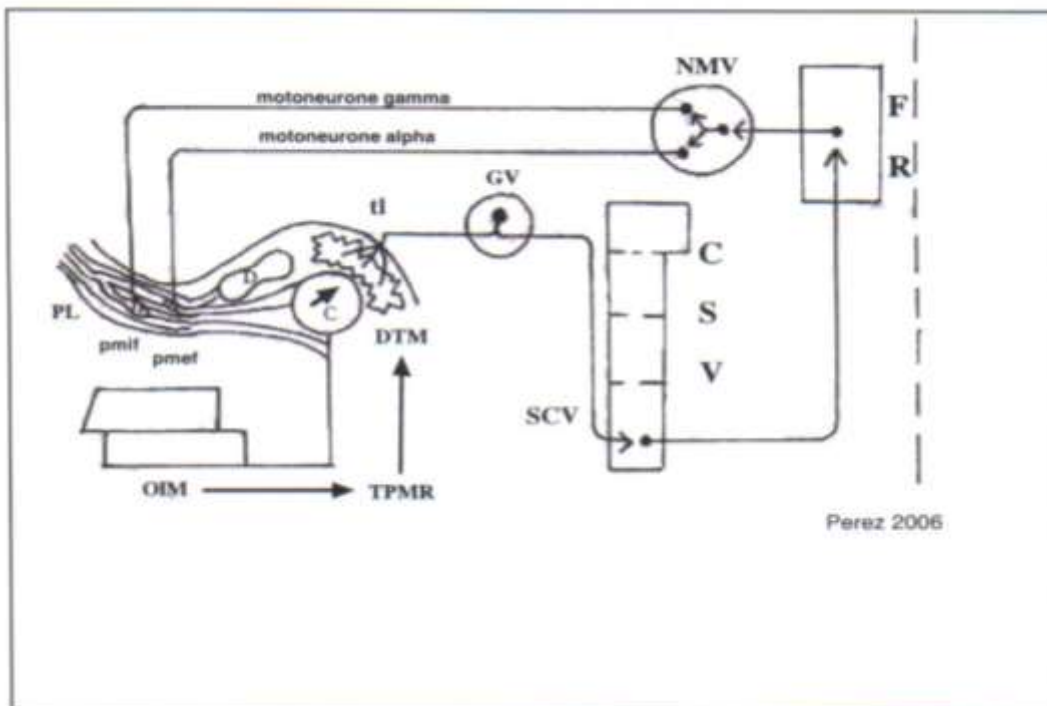 NMV
F
R
motoneurone gamma
motoneurone alpha
GV
tl
D
C
PL
pmif
pmef
DTM
C
S
V
SCV
OIM
TPMR
Perez 2006